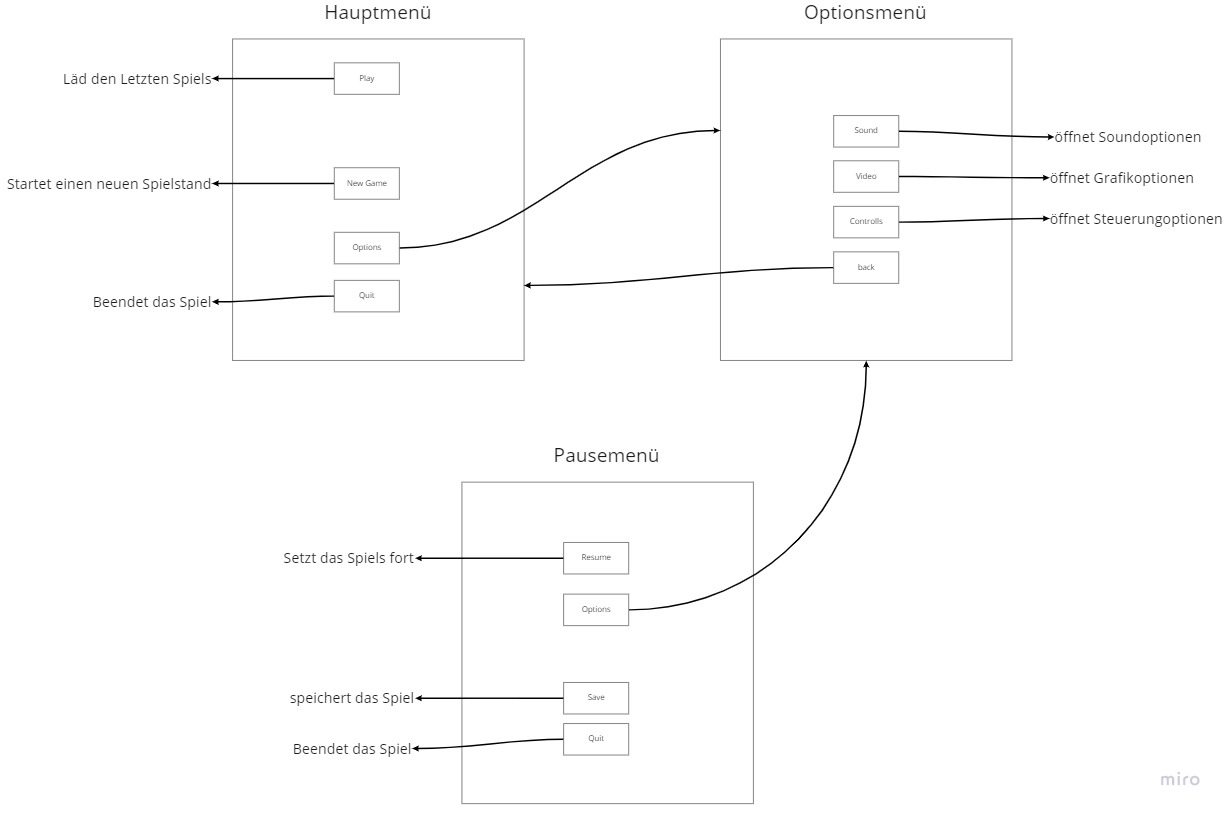 Hauptmenü
Optionsmenü
Läd den Letzten Spiels
Play
Sound
öffnet Soundoptionen
Startet einen neuen Spielstand
New Game
Video
öffnet Grafikoptionen
Controlls
öffnet Steuerungoptionen
Options
back
Beendet das Spiel
Quit
Pausemenü
Setzt das Spiels fort
Resume
Options
speichert das Spiel
Save
Beendet das Spiel
Quit
miro